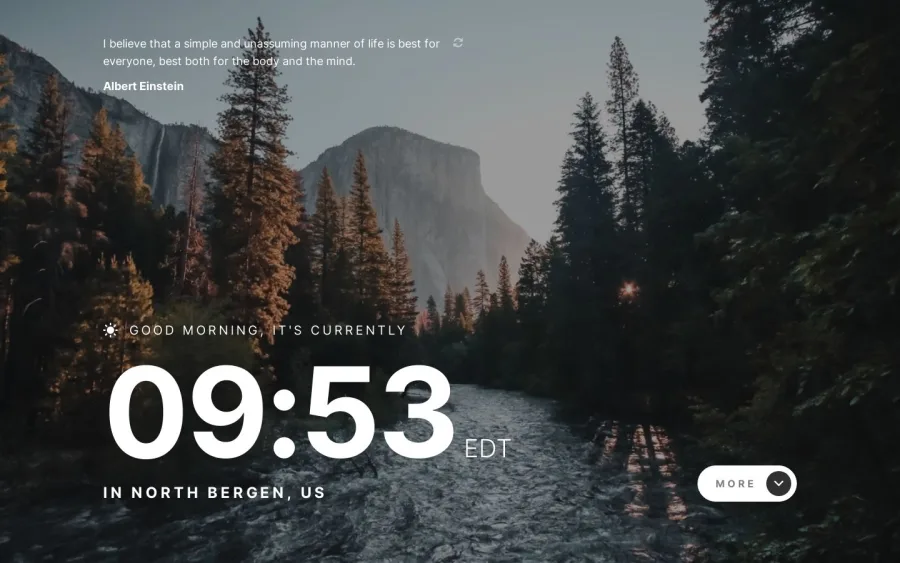 I believe that a simple and unassuming manner of life is best for
everyone, best both for the body and the mind.
Albert Einstein
GOOD MORNING, IT'S CURRENTLY
09:53 EDT
IN NORTH BERGEN, US
MORE